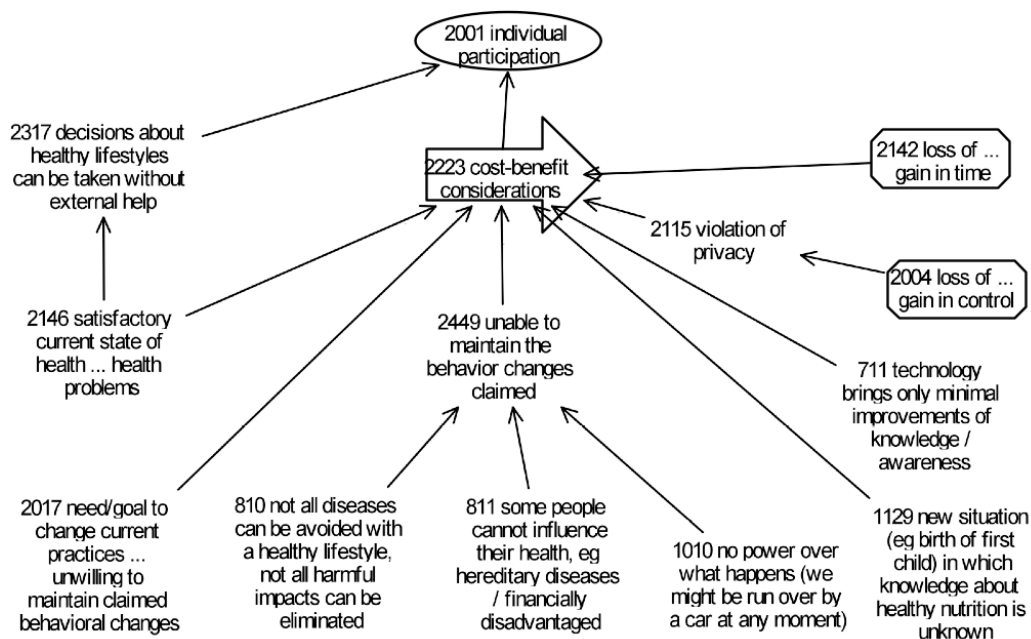 2001 individual
participation
2317 decisions about
healthy lifestyles
can be taken without
external help
2223 cost-benefit
considerations
2142 loss of ...
gain in time
2115 violation of
privacy
2004 loss of ...
gain in control
2146 satisfactory
current state of
health ... health
problems
2449 unable to
maintain the
behavior changes
claimed
711 technology
brings only minimal
improvements of
knowledge /
awareness
2017 need/goal to
change current
practices ...
unwilling to
maintain claimed
behavioral changes
810 not all diseases
can be avoided with
a healthy lifestyle,
not all harmful
impacts can be
eliminated
811 some people
cannot influence
their health, eg
hereditary diseases
/ financially
disadvantaged
1010 no power over
what happens (we
might be run over by
a car at any moment)
1129 new situation
(eg birth of first
child) in which
knowledge about
healthy nutrition is
unknown